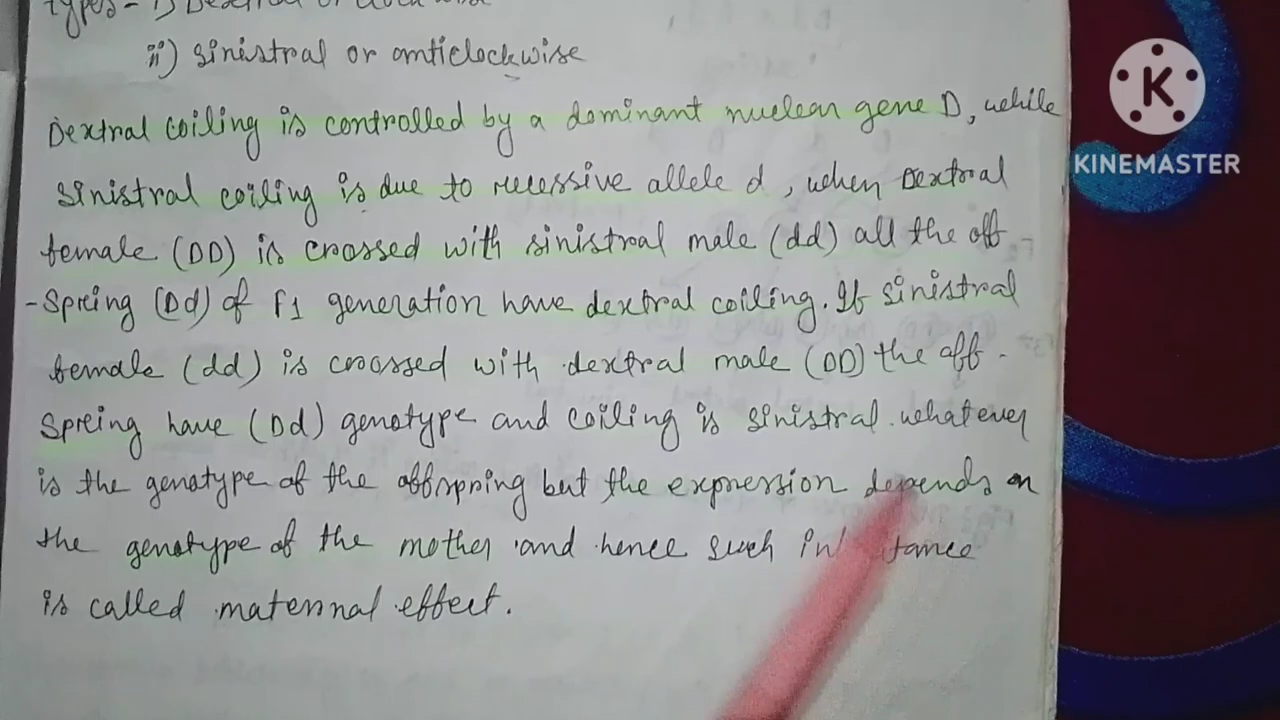 types - i) Dextral or clockwise
ii) sinistral or anticlockwise
Dextral coiling is controlled by a dominant nuclear gene D, while
sinistral coiling is due to recessive allele d, when Dextral
female (DD) is crossed with sinistral male (dd) all the off
-spring (Dd) of F1 generation have dextral coiling. If sinistral
female (dd) is crossed with dextral male (DD) the off-
spring have (Dd) genotype and coiling is sinistral. whatever
is the genotype of the offspring but the expression depends on
the genotype of the mother and hence such
is called maternal effect.
K
KINEMASTER